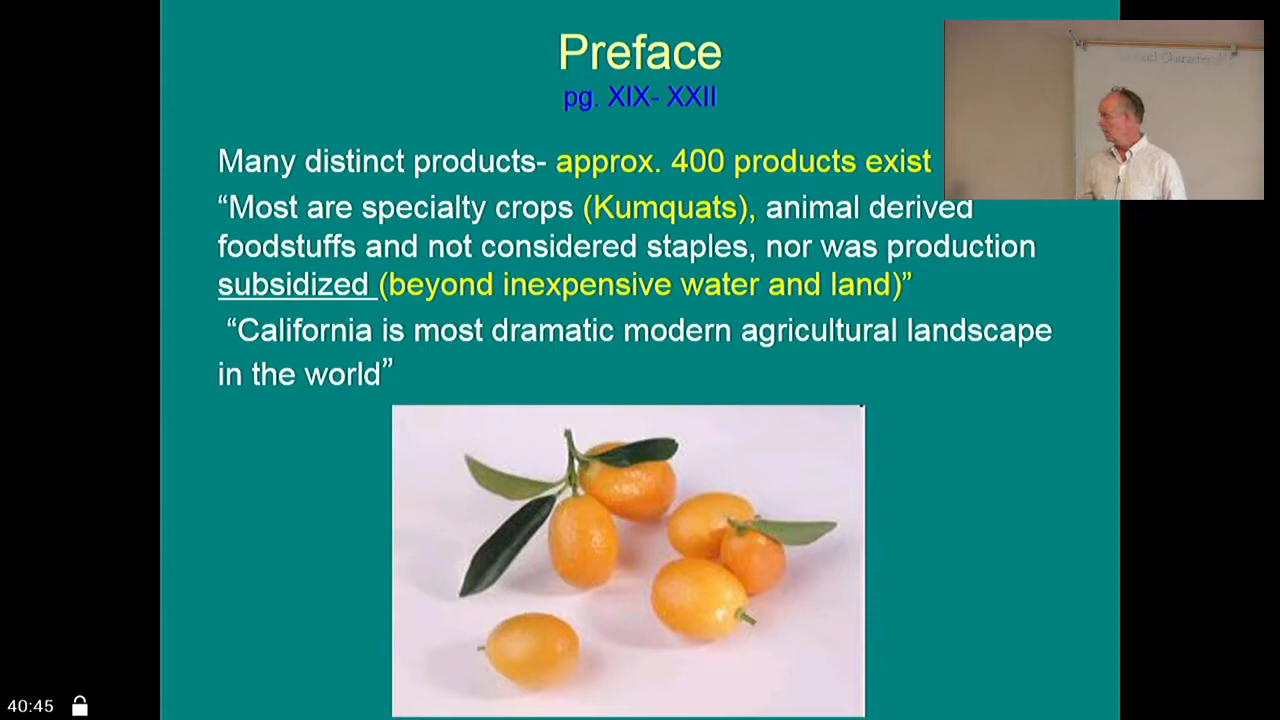 Preface
pg. XIX- XXII
Many distinct products- approx. 400 products exist
“Most are specialty crops (Kumquats), animal derived
foodstuffs and not considered staples, nor was production
subsidized (beyond inexpensive water and land)”
“California is most dramatic modern agricultural landscape
in the world”
40:45